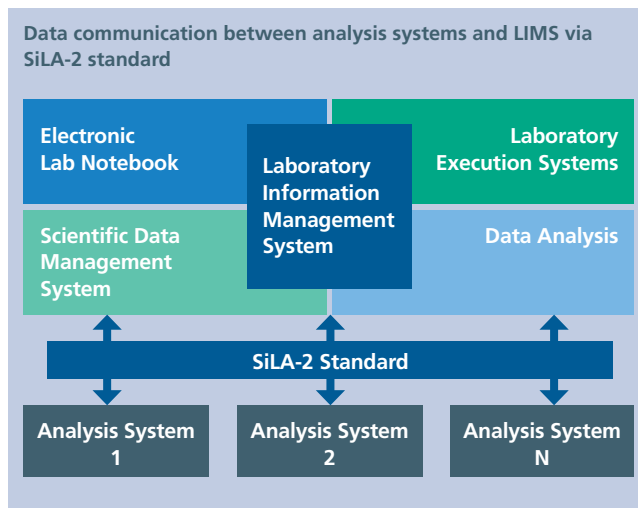 Data communication between analysis systems and LIMS via
SiLA-2 standard
Electronic
Lab Notebook
Laboratory
Execution Systems
Laboratory
Information
Management
System
Scientific Data
Management
System
Data Analysis
SiLA-2 Standard
Analysis System
1
Analysis System
2
Analysis System
N